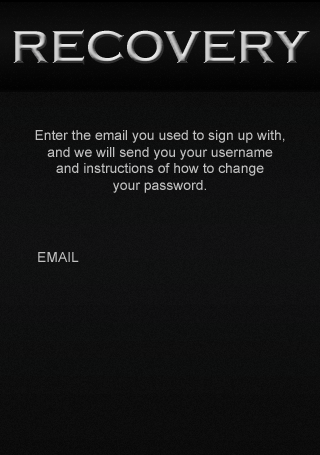 RECOVERY
Enter the email you used to sign up with,
and we will send you your username
and instructions of how to change
your password.
EMAIL